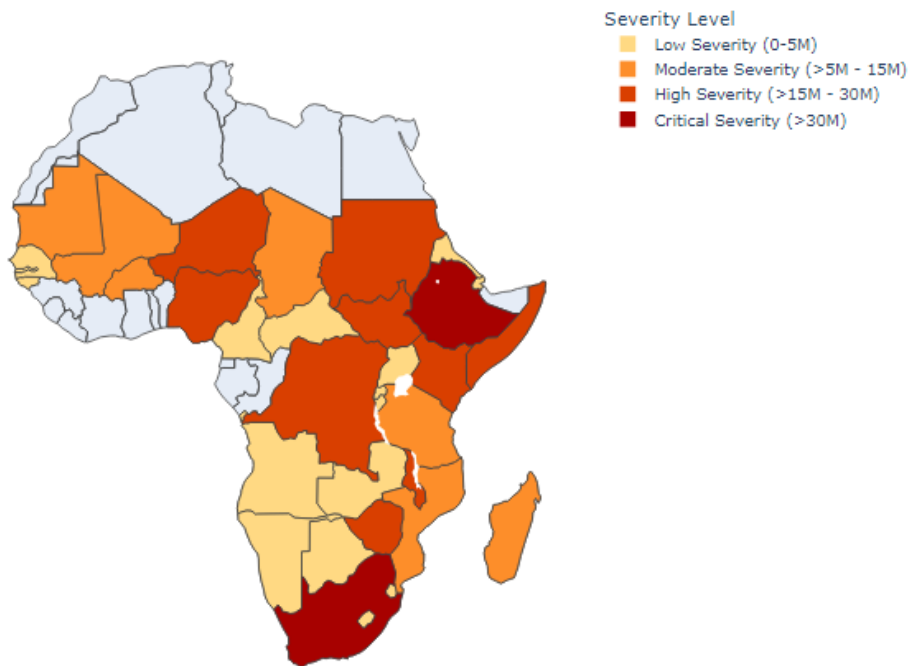 Severity Level
Low Severity (0-5M)
Moderate Severity (>5M - 15M)
High Severity (>15M - 30M)
Critical Severity (>30M)